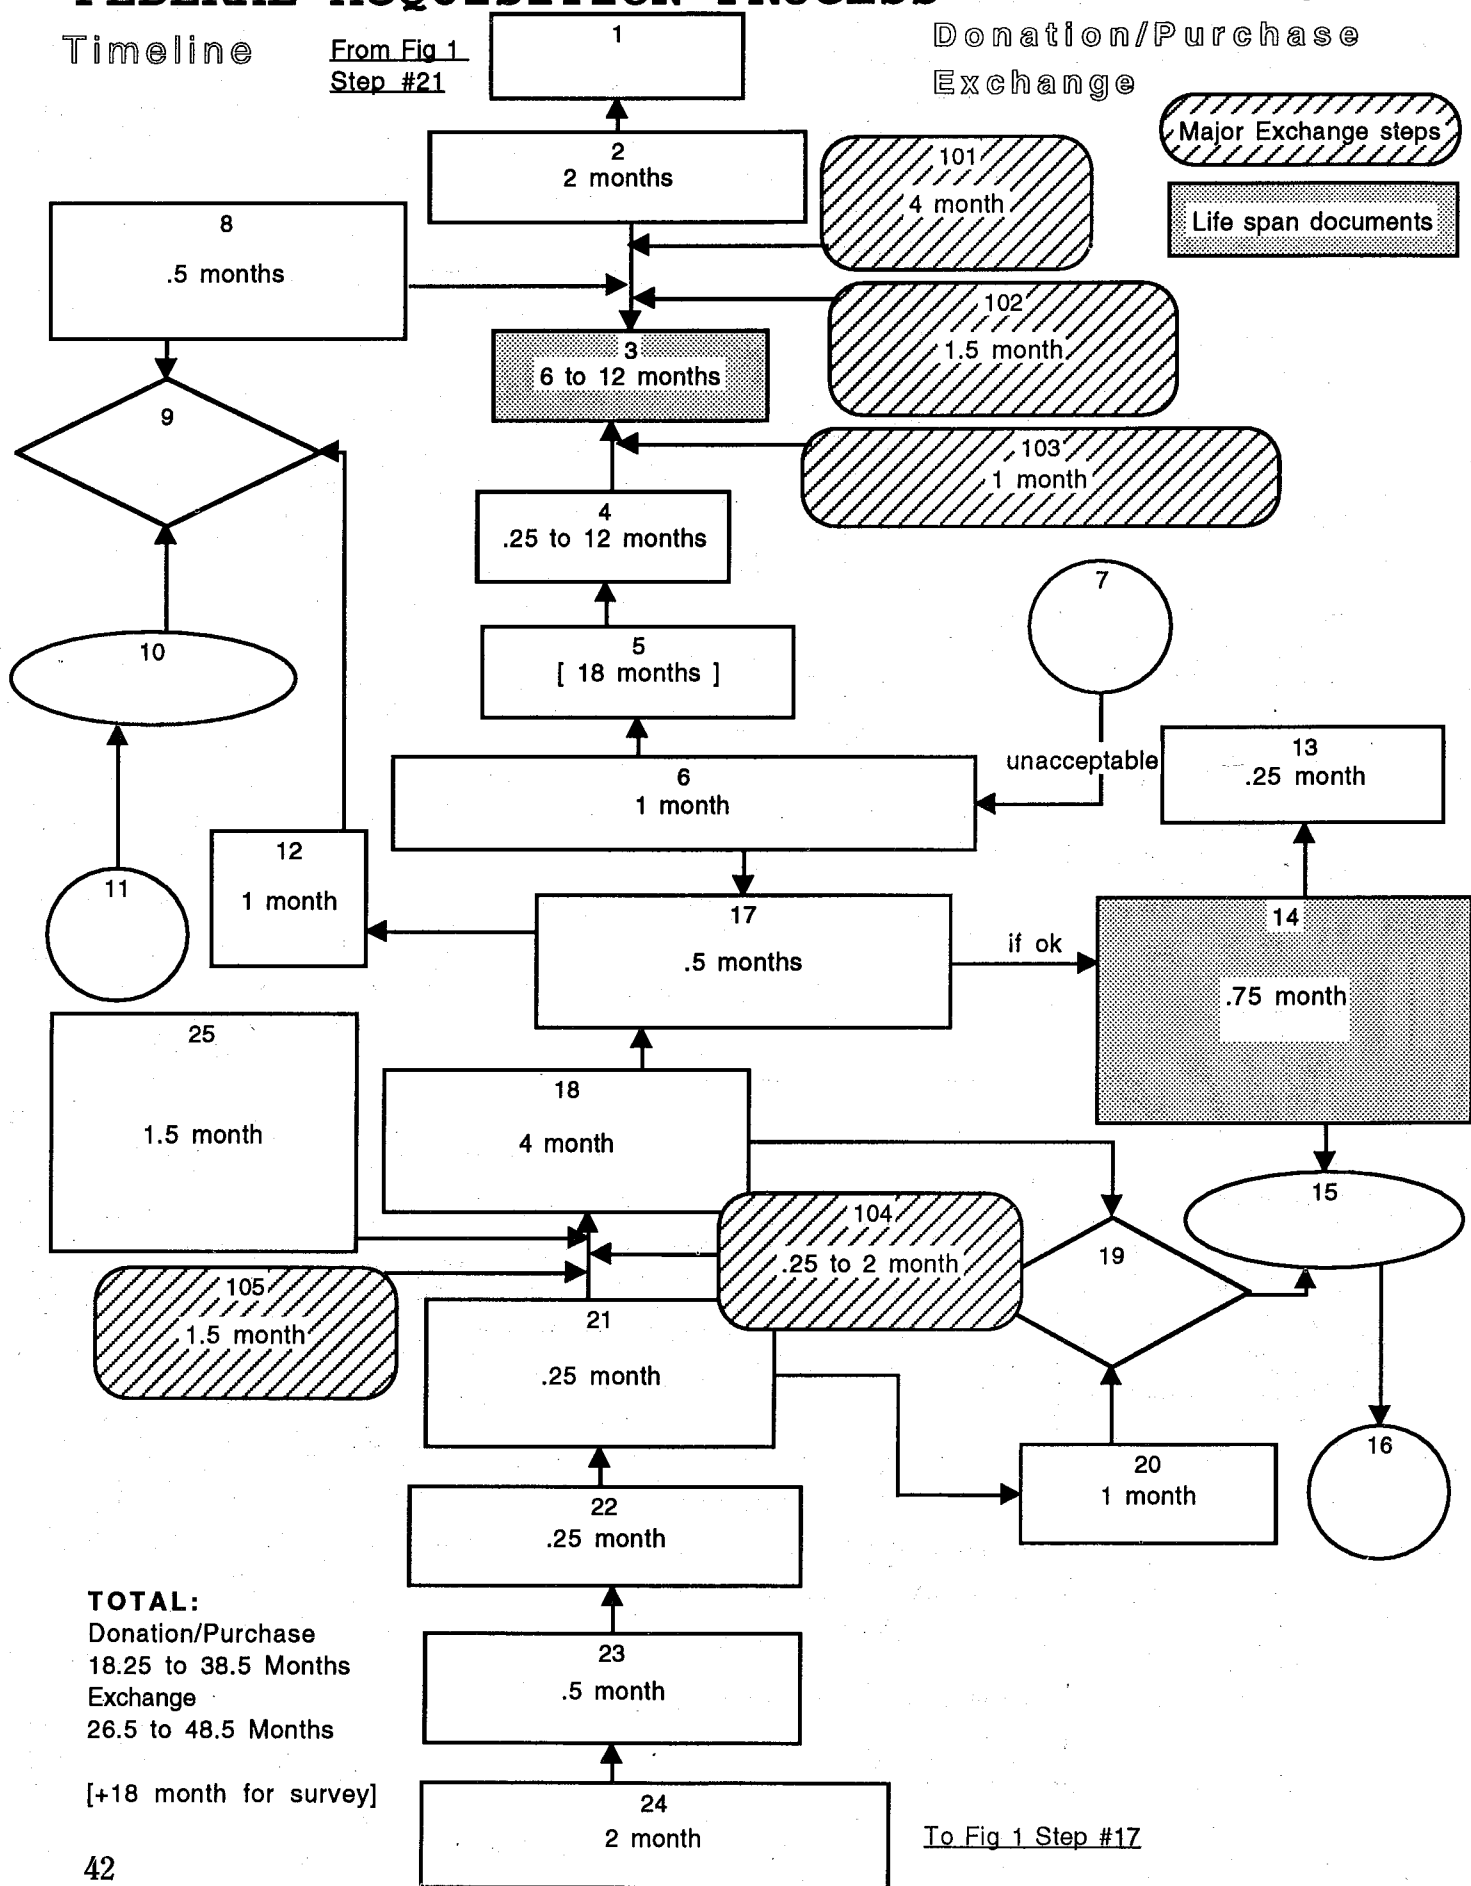 FEDERAL ACQUISITION PROCESS
Timeline
From Fig 1
Step #21
Donation/Purchase
Exchange
1
Major Exchange steps
Life span documents
2
2 months
101
4 month
8
.5 months
102
1.5 month
3
6 to 12 months
9
103
1 month
4
.25 to 12 months
7
5
[ 18 months ]
10
unacceptable
13
.25 month
6
1 month
12
1 month
11
17
.5 months
if ok
14
.75 month
25
1.5 month
18
4 month
15
104
.25 to 2 month
19
105
1.5 month
21
.25 month
16
20
1 month
22
.25 month
TOTAL:
Donation/Purchase
18.25 to 38.5 Months
Exchange
26.5 to 48.5 Months
[+18 month for survey]
23
.5 month
24
2 month
To Fig 1 Step #17
42